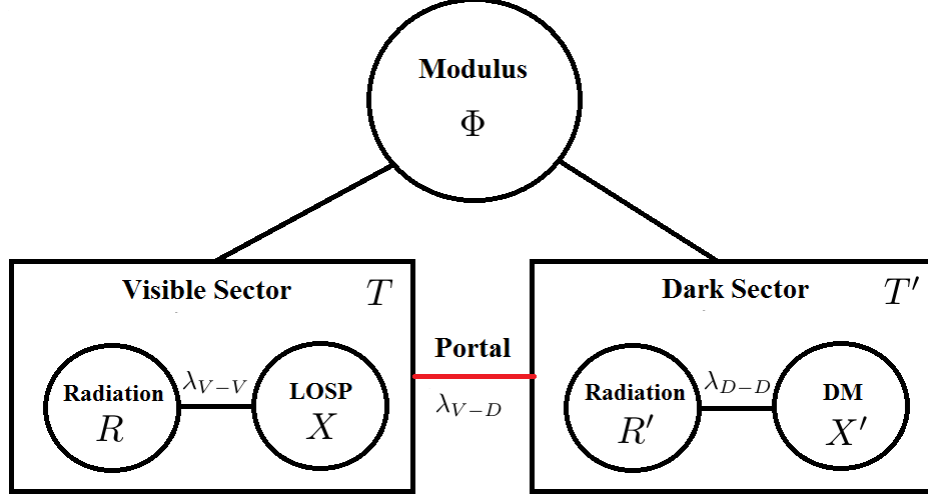 Modulus
Φ
Visible Sector T
Dark Sector T′
Portal
λ_{V−D}
Radiation λ_{V−V} LOSP
R X
Radiation λ_{D−D} DM
R′ X′